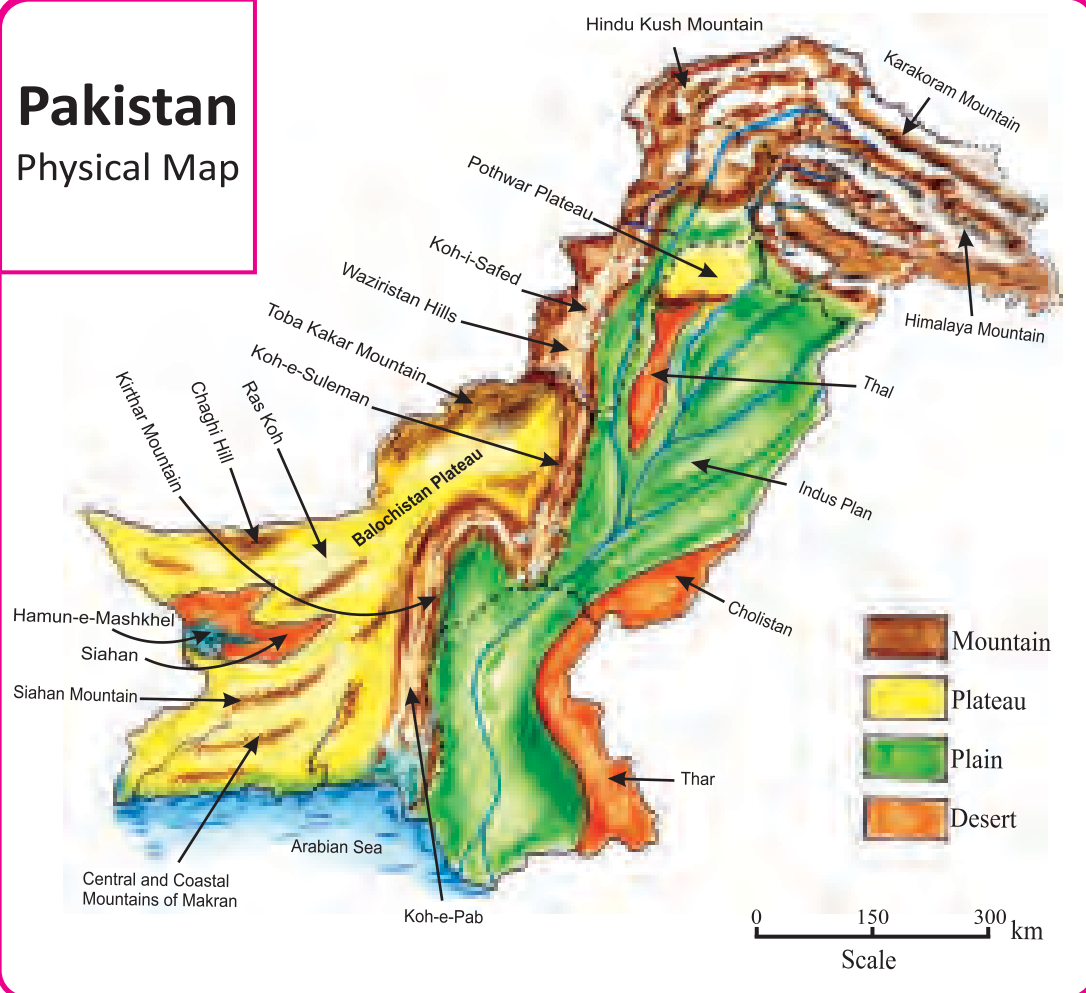 Pakistan
Physical Map
Hindu Kush Mountain
Karakoram Mountain
Pothwar Plateau
Koh-i-Safed
Waziristan Hills
Toba Kakar Mountain
Koh-e-Suleman
Ras Koh
Chaghi Hill
Kirthar Mountain
Himalaya Mountain
Thal
Balochistan Plateau
Indus Plan
Cholistan
Hamun-e-Mashkhel
Siahan
Siahan Mountain
Thar
Arabian Sea
Central and Coastal
Mountains of Makran
Koh-e-Pab
Mountain
Plateau
Plain
Desert
0 150 300 km
Scale